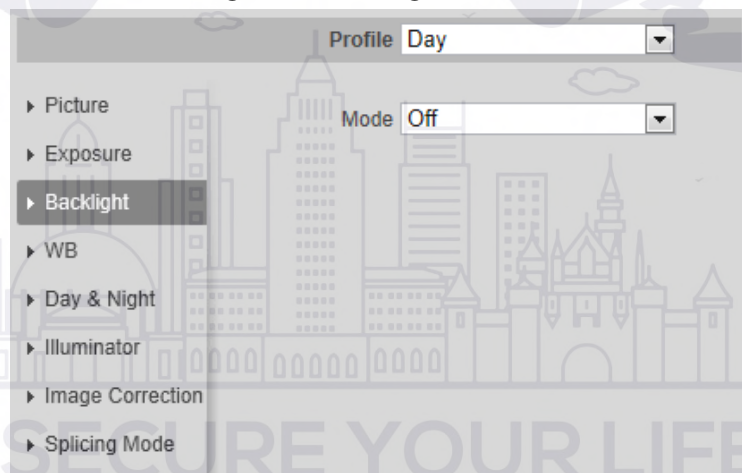 Profile Day
Picture
Mode Off
Exposure
Backlight
WB
Day & Night
Illuminator
Image Correction
Splicing Mode
SECURE YOUR LIFE